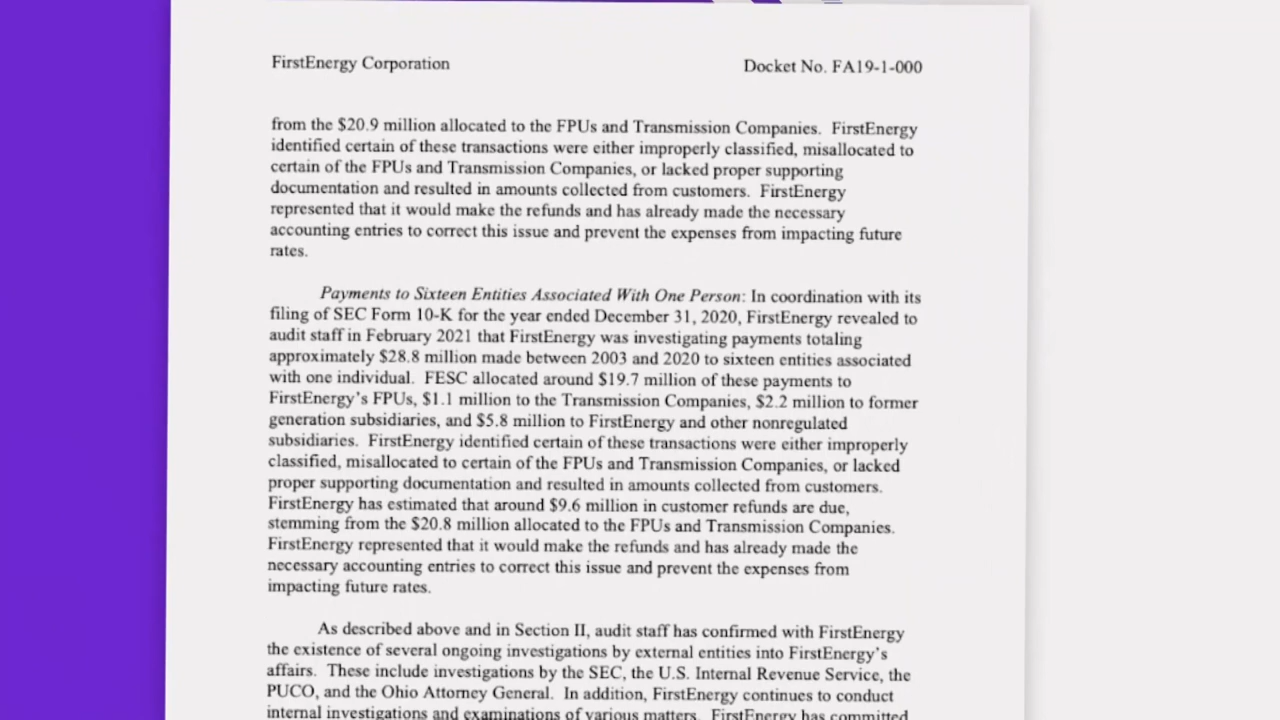 FirstEnergy Corporation Docket No. FA19-1-000
from the $20.9 million allocated to the FPUs and Transmission Companies. FirstEnergy
identified certain of these transactions were either improperly classified, misallocated to
certain of the FPUs and Transmission Companies, or lacked proper supporting
documentation and resulted in amounts collected from customers. FirstEnergy
represented that it would make the refunds and has already made the necessary
accounting entries to correct this issue and prevent the expenses from impacting future
rates.
Payments to Sixteen Entities Associated With One Person: In coordination with its
filing of SEC Form 10-K for the year ended December 31, 2020, FirstEnergy revealed to
audit staff in February 2021 that FirstEnergy was investigating payments totaling
approximately $28.8 million made between 2003 and 2020 to sixteen entities associated
with one individual. FESC allocated around $19.7 million of these payments to
FirstEnergy's FPUs, $1.1 million to the Transmission Companies, $2.2 million to former
generation subsidiaries, and $5.8 million to FirstEnergy and other nonregulated
subsidiaries. FirstEnergy identified certain of these transactions were either improperly
classified, misallocated to certain of the FPUs and Transmission Companies, or lacked
proper supporting documentation and resulted in amounts collected from customers.
FirstEnergy has estimated that around $9.6 million in customer refunds are due,
stemming from the $20.8 million allocated to the FPUs and Transmission Companies.
FirstEnergy represented that it would make the refunds and has already made the
necessary accounting entries to correct this issue and prevent the expenses from
impacting future rates.
As described above and in Section II, audit staff has confirmed with FirstEnergy
the existence of several ongoing investigations by external entities into FirstEnergy's
affairs. These include investigations by the SEC, the U.S. Internal Revenue Service, the
PUCO, and the Ohio Attorney General. In addition, FirstEnergy continues to conduct
internal investigations and examinations of various matters. FirstEnergy has committed